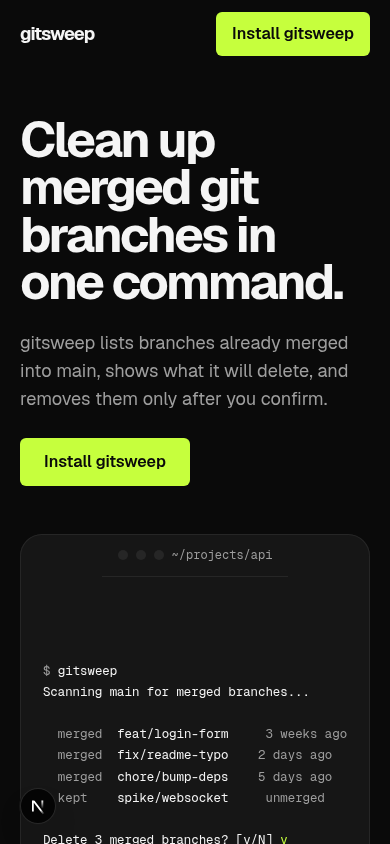 gitsweep
Install gitsweep
Clean up
merged git
branches in
one command.
gitsweep lists branches already merged
into main, shows what it will delete, and
removes them only after you confirm.
Install gitsweep
~/projects/api
$ gitsweep
Scanning main for merged branches...
merged feat/login-form 3 weeks ago
merged fix/readme-typo 2 days ago
merged chore/bump-deps 5 days ago
kept spike/websocket unmerged
N
Delete 3 merged branches? [y/N] y